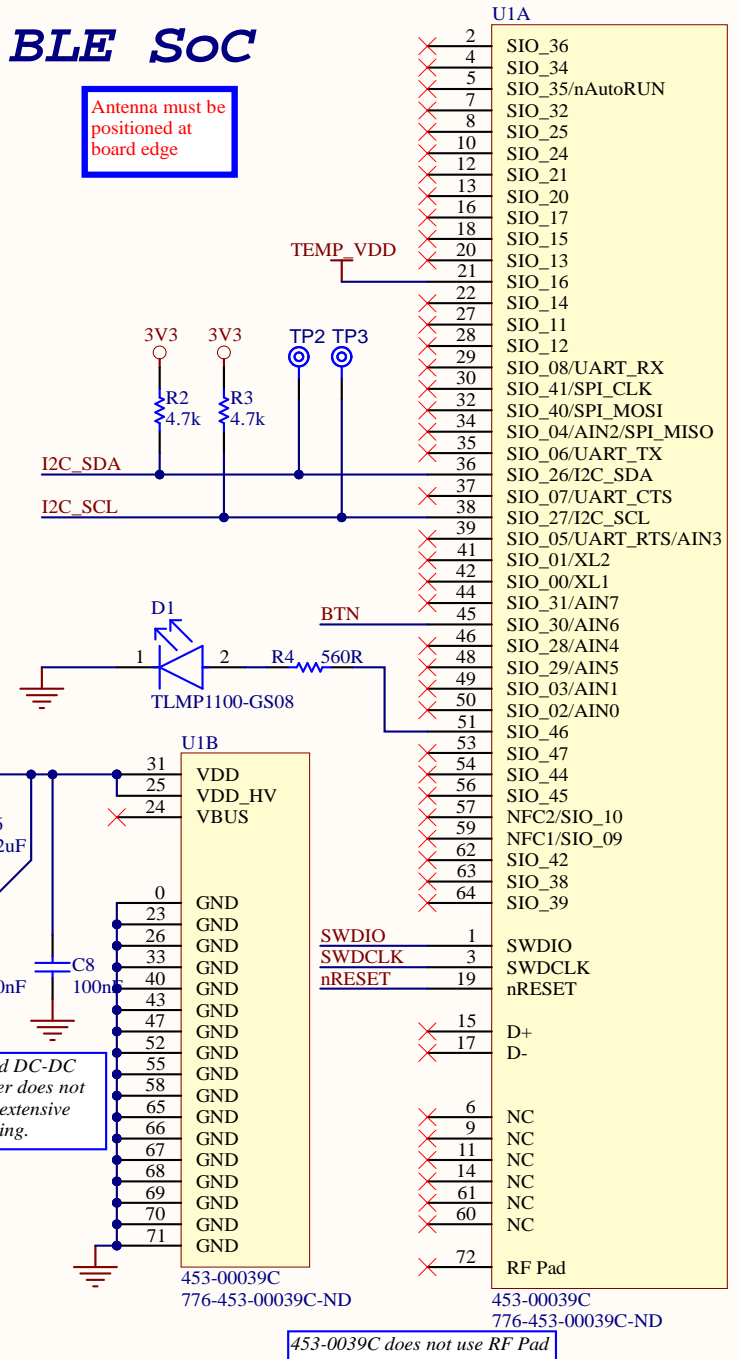 BLE SoC
Antenna must be
positioned at
board edge
U1A
2 SIO_36
4 SIO_34
5 SIO_35/nAutoRUN
7 SIO_32
8 SIO_25
10 SIO_24
12 SIO_21
13 SIO_20
16 SIO_17
18 SIO_15
20 SIO_13
TEMP_VDD
21 SIO_16
22 SIO_14
27 SIO_11
28 SIO_12
29 SIO_08/UART_RX
30 SIO_41/SPI_CLK
32 SIO_40/SPI_MOSI
34 SIO_04/AIN2/SPI_MISO
35 SIO_06/UART_TX
36 SIO_26/I2C_SDA
37 SIO_07/UART_CTS
38 SIO_27/I2C_SCL
39 SIO_05/UART_RTS/AIN3
41 SIO_01/XL2
42 SIO_00/XL1
44 SIO_31/AIN7
45 SIO_30/AIN6
46 SIO_28/AIN4
48 SIO_29/AIN5
49 SIO_03/AIN1
50 SIO_02/AIN0
51 SIO_46
53 SIO_47
54 SIO_44
56 SIO_45
57 NFC2/SIO_10
59 NFC1/SIO_09
62 SIO_42
63 SIO_38
64 SIO_39
SWDIO 1 SWDIO
SWDCLK 3 SWDCLK
nRESET 19 nRESET
15 D+
17 D-
6 NC
9 NC
11 NC
14 NC
61 NC
60 NC
72 RF Pad
453-00039C
776-453-00039C-ND
3V3 3V3 TP2 TP3
R2 R3
4.7k 4.7k
I2C_SDA
I2C_SCL
BTN
D1
1 2 R4 560R
TLMP1100-GS08
U1B
31 VDD
25 VDD_HV
24 VBUS
0 GND
23 GND
26 GND
33 GND
40 GND
43 GND
47 GND
52 GND
55 GND
58 GND
65 GND
66 GND
67 GND
68 GND
69 GND
70 GND
71 GND
453-00039C
776-453-00039C-ND
2uF
C8
0nF 100nF
d DC-DC
er does not
extensive
ing.
453-0039C does not use RF Pad